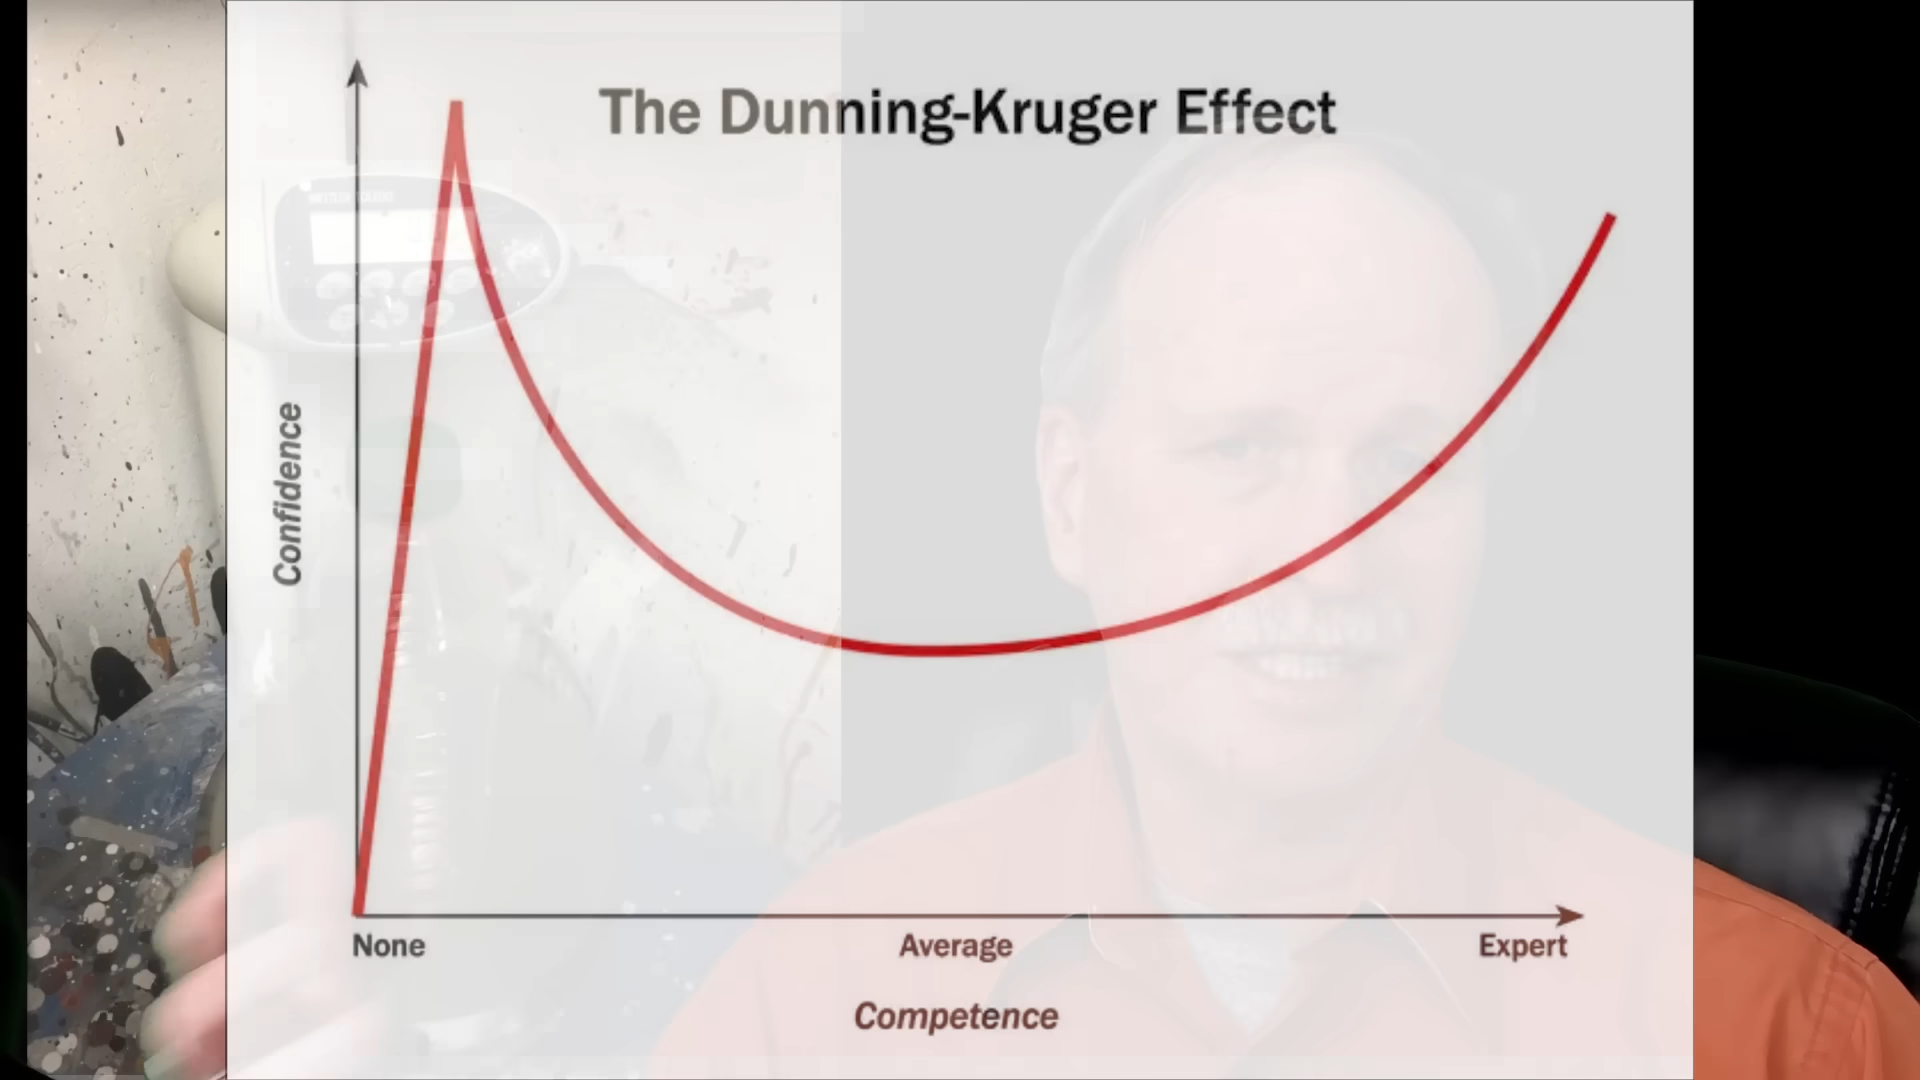 The Dunning-Kruger Effect
Confidence
None
Average
Expert
Competence